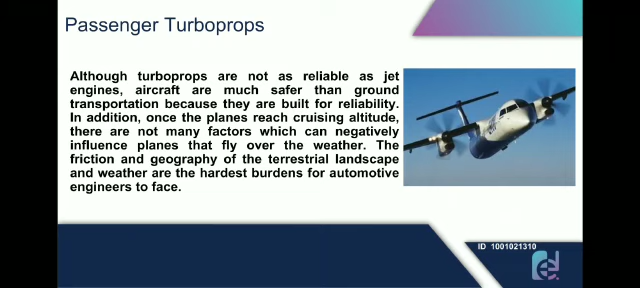 Passenger Turboprops
Although turboprops are not as reliable as jet
engines, aircraft are much safer than ground
transportation because they are built for reliability.
In addition, once the planes reach cruising altitude,
there are not many factors which can negatively
influence planes that fly over the weather. The
friction and geography of the terrestrial landscape
and weather are the hardest burdens for automotive
engineers to face.
ID 1001021310